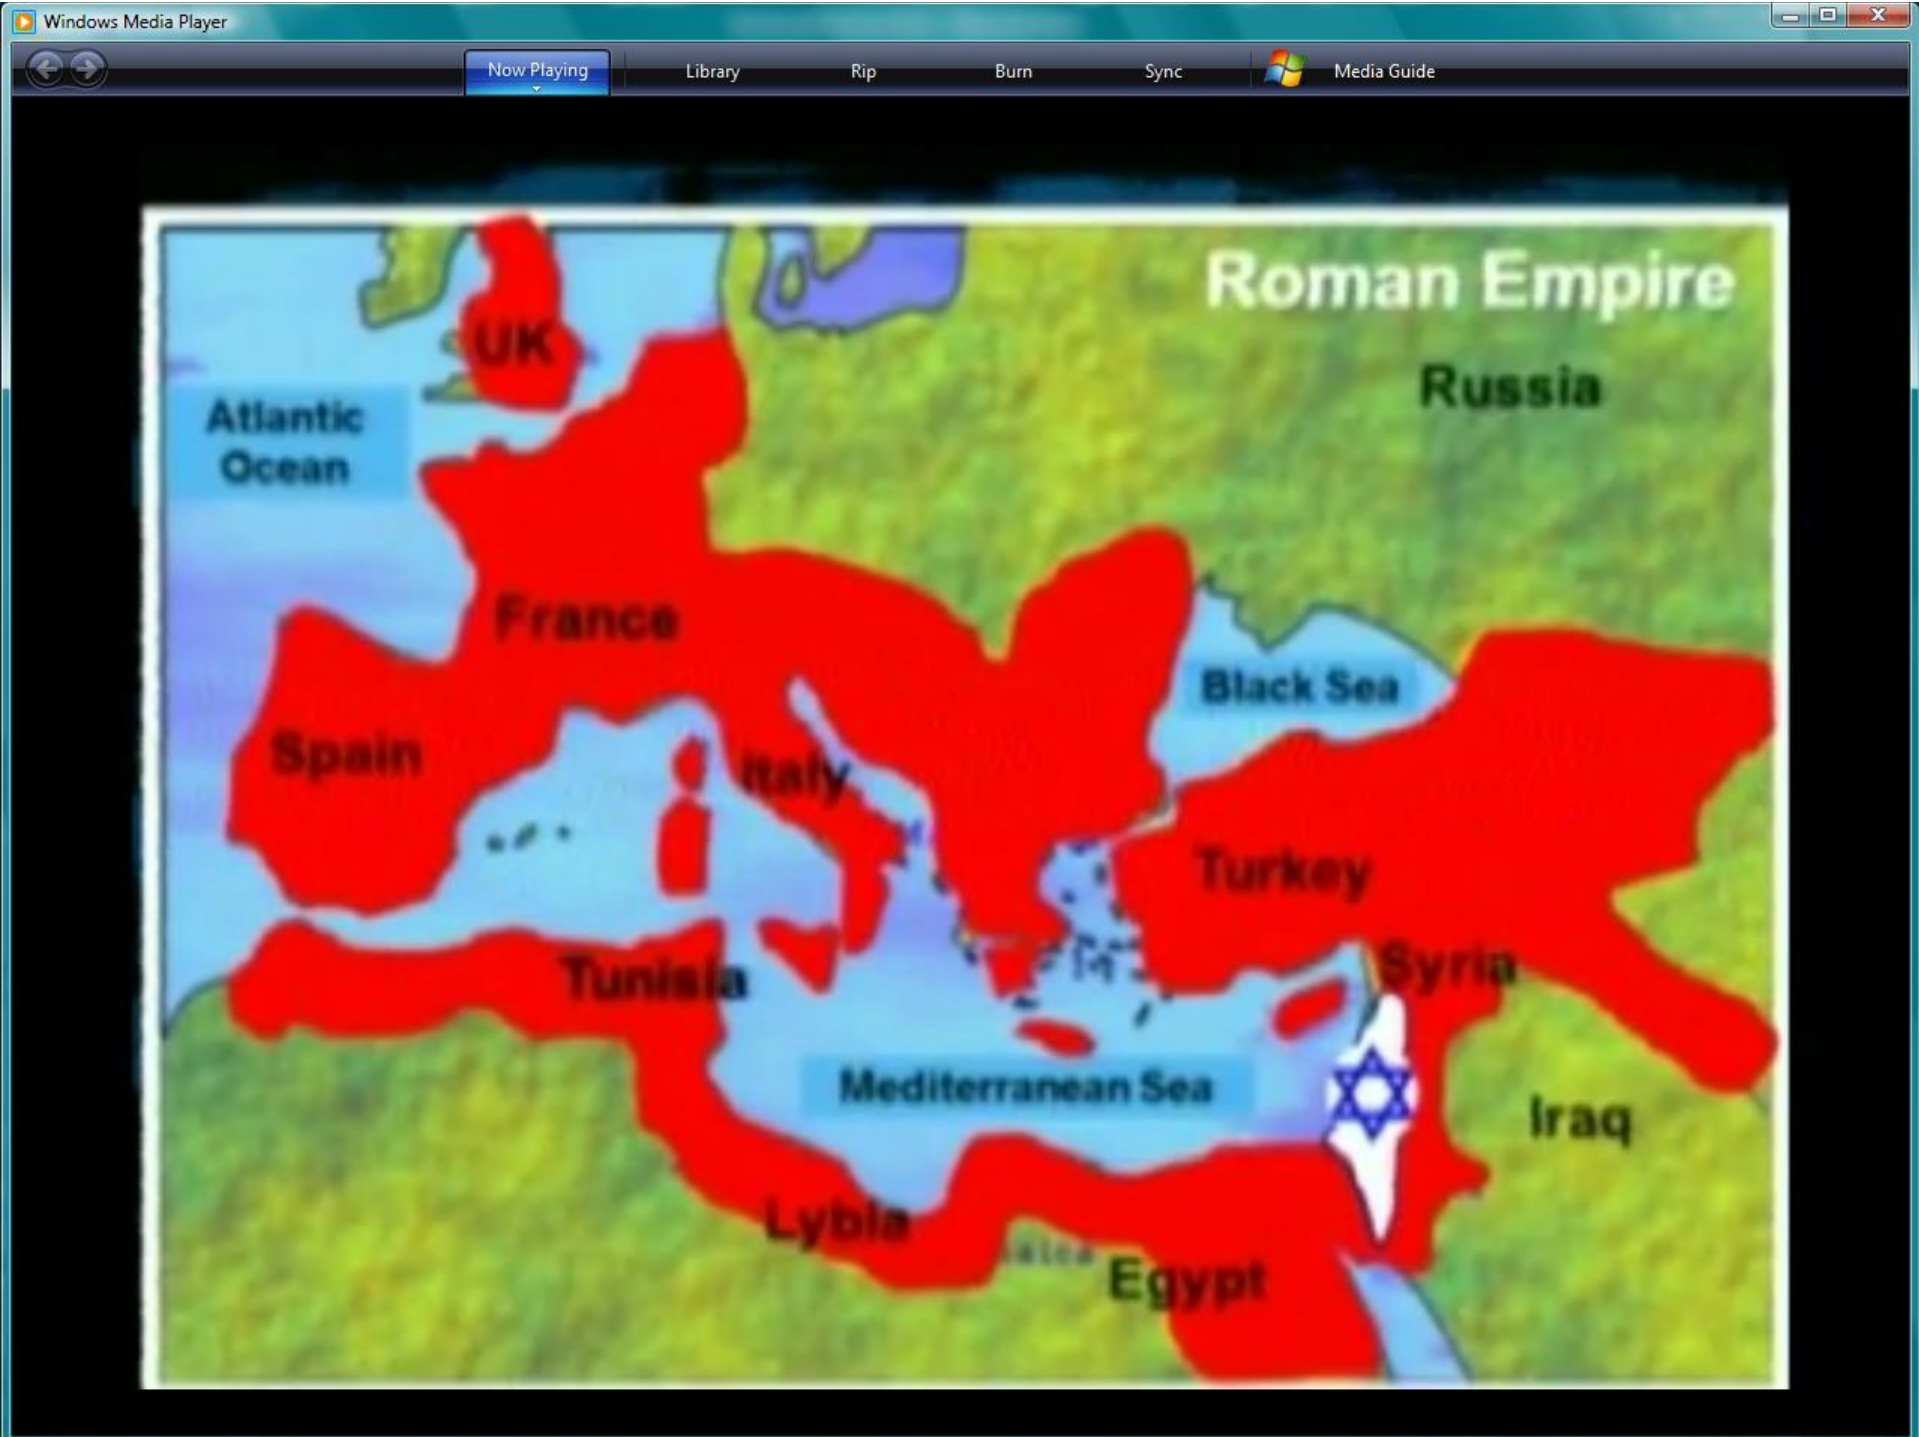 Windows Media Player
Now Playing
Library
Rip
Burn
Sync
Media Guide
Roman Empire
UK
Russia
Atlantic
Ocean
France
Black Sea
Spain
Italy
Turkey
Syria
Tunisia
Mediterranean Sea
Iraq
Lybia
Egypt